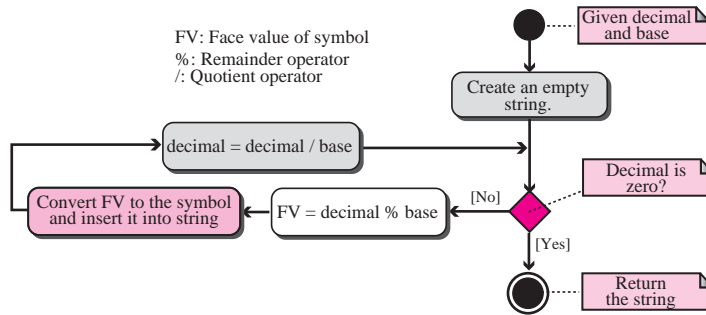 Given decimal
and base
FV: Face value of symbol
%: Remainder operator
/: Quotient operator
Create an empty
string.
decimal = decimal / base
Decimal is
zero?
Convert FV to the symbol
and insert it into string
FV = decimal % base
[No]
[Yes]
Return
the string